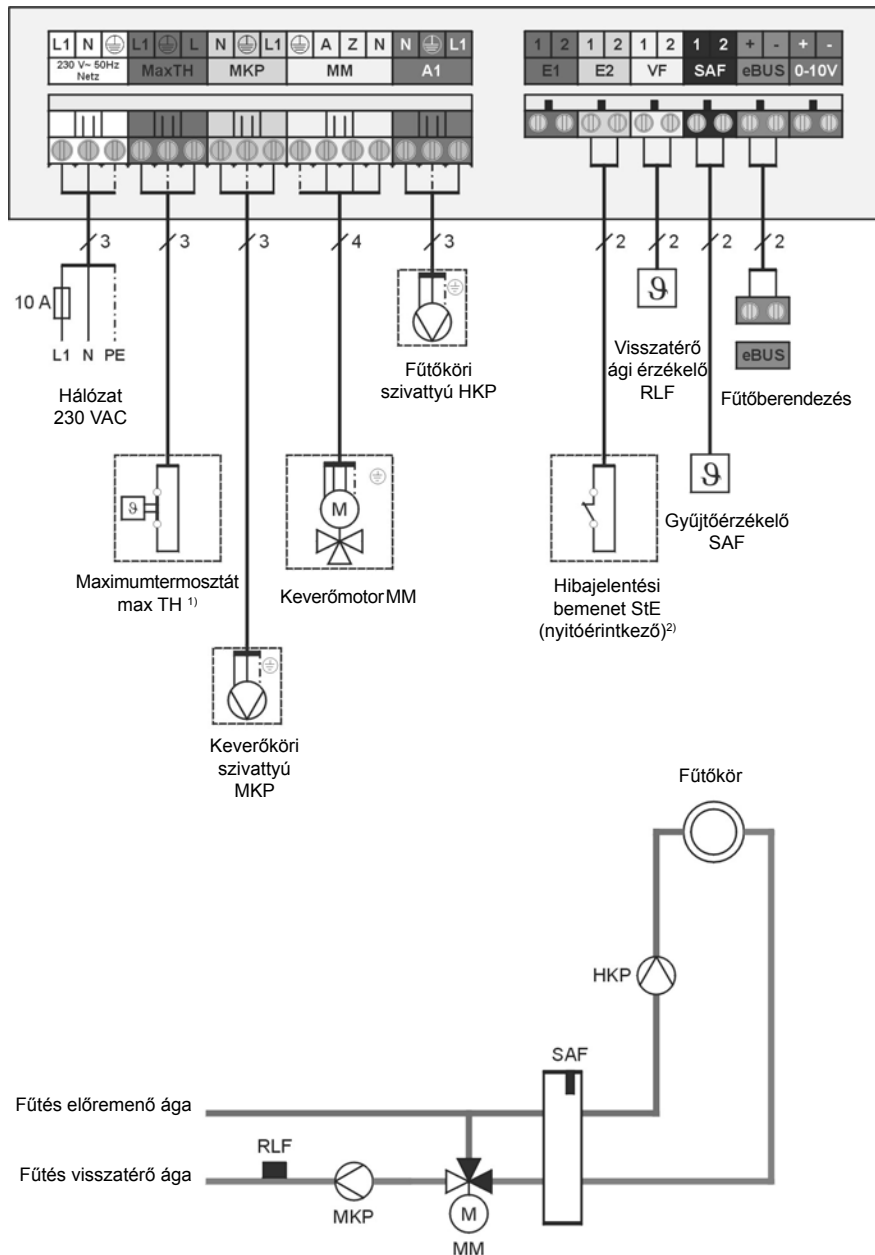 L1 N L1 L N L1 A Z N N L1
230 V~ 50Hz
Netz
MaxTH MKP MM A1
1 2 1 2 1 2 1 2 + - + -
E1 E2 VF SAF eBUS 0-10V
3 3 3 4 3 2 2 2 2
10 A
L1 N PE
Hálózat
230 VAC
Fűtőköri
szivattyú HKP
ϑ
Visszatérő
ági érzékelő
RLF
eBUS
Fűtőberendezés
ϑ
Maximumtermosztát
max TH 1)
M
Keverőmotor MM
Hibajelentési
bemenet StE
(nyitóérintkező)2)
ϑ
Gyűjtőérzékelő
SAF
Keverőköri
szivattyú
MKP
Fűtőkör
HKP
SAF
Fűtés előremenő ága
RLF
Fűtés visszatérő ága
MKP
M
MM